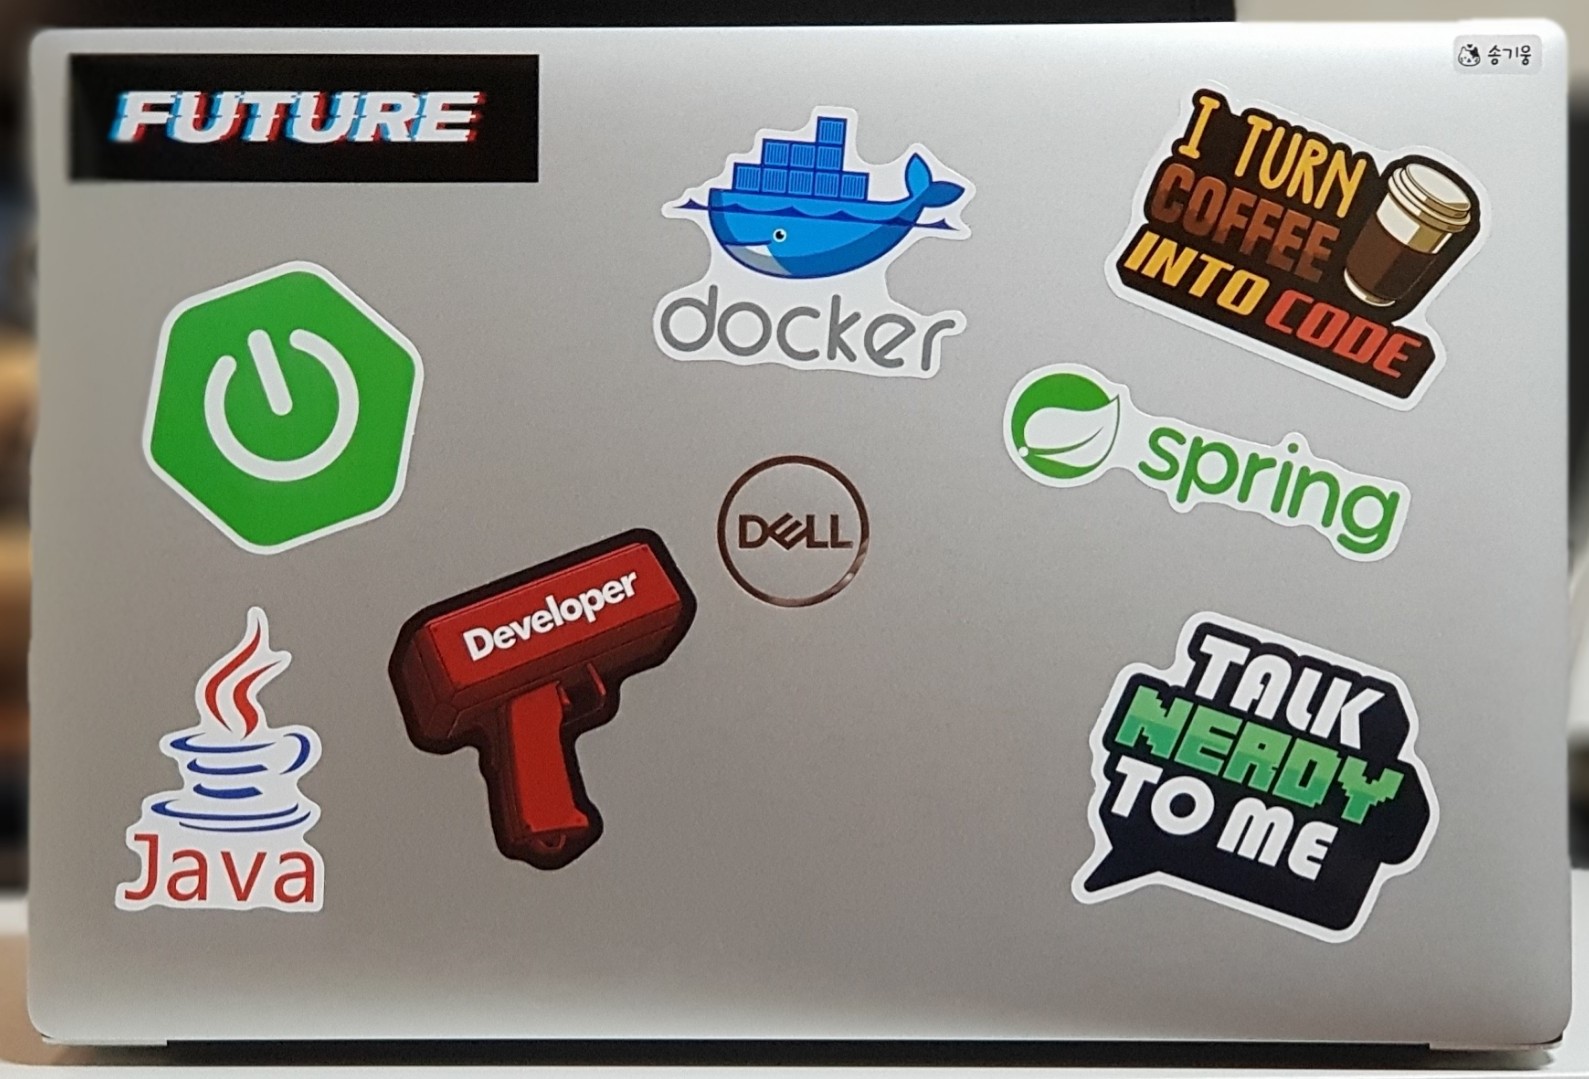 FUTURE
송기웅
docker
I TURN
COFFEE
INTO CODE
spring
DELL
Developer
Java
TALK
NERDY
TO ME